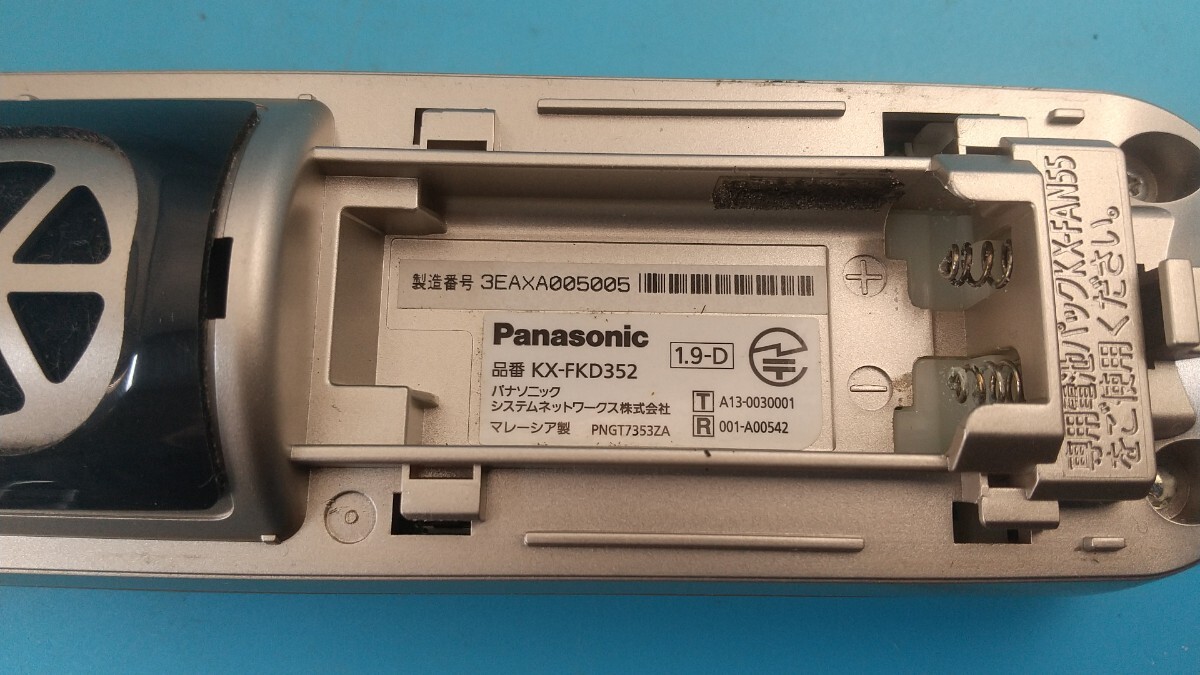 製造番号 3EAXA005005
Panasonic
1.9-D
品番 KX-FKD352
パナソニック
システムネットワークス株式会社
マレーシア製 PNGT7353ZA
T A13-0030001
R 001-A00542
専用電池パックKX-FAN55
をご使用ください。